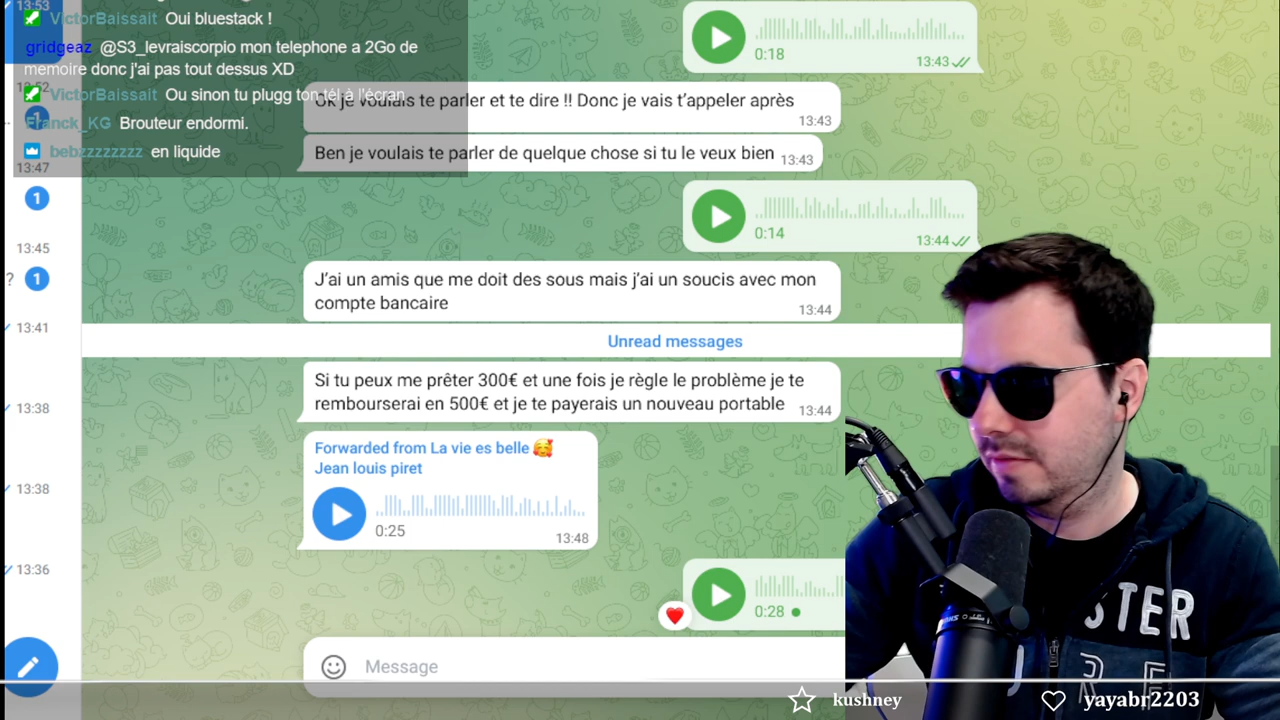 13:53
VictorBaissait Oui bluestack !
gridgeaz @S3_levraiscorpio mon telephone a 2Go de
memoire donc j'ai pas tout dessus XD
VictorBaissait Ou sinon tu plugg ton tél à l'écran
Franck_KG Brouteur endormi.
bebzzzzzzzz en liquide
13:52
1
13:47
1
13:45
?
1
13:41
13:38
13:38
13:36
0:18
13:43
Ok je voulais te parler et te dire !! Donc je vais t’appeler après
13:43
Ben je voulais te parler de quelque chose si tu le veux bien 13:43
0:14
13:44
J’ai un amis que me doit des sous mais j’ai un soucis avec mon
compte bancaire
13:44
Unread messages
Si tu peux me prêter 300€ et une fois je règle le problème je te
rembourserai en 500€ et je te payerais un nouveau portable 13:44
Forwarded from La vie es belle 🥰
Jean louis piret
0:25
13:48
0:28
Message
STER
kushney
yayabr2203